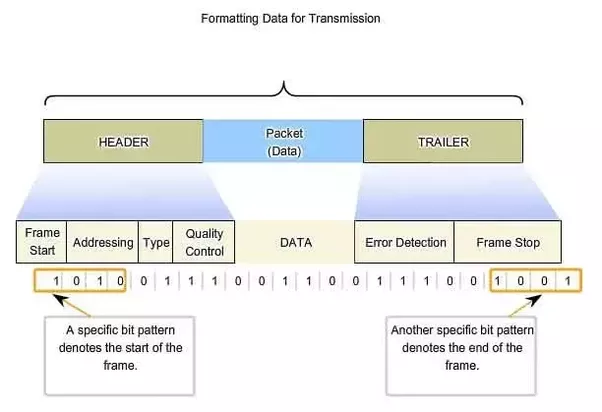 Formatting Data for Transmission
HEADER
Packet
(Data)
TRAILER
Frame
Start
Addressing
Type
Quality
Control
DATA
Error Detection
Frame Stop
1 0 1 0 0 1 1 1 0 0 1 1 0 1 0 0 1 1 1 0 0 1 0 0 1
A specific bit pattern
denotes the start of the
frame.
Another specific bit pattern
denotes the end of the
frame.